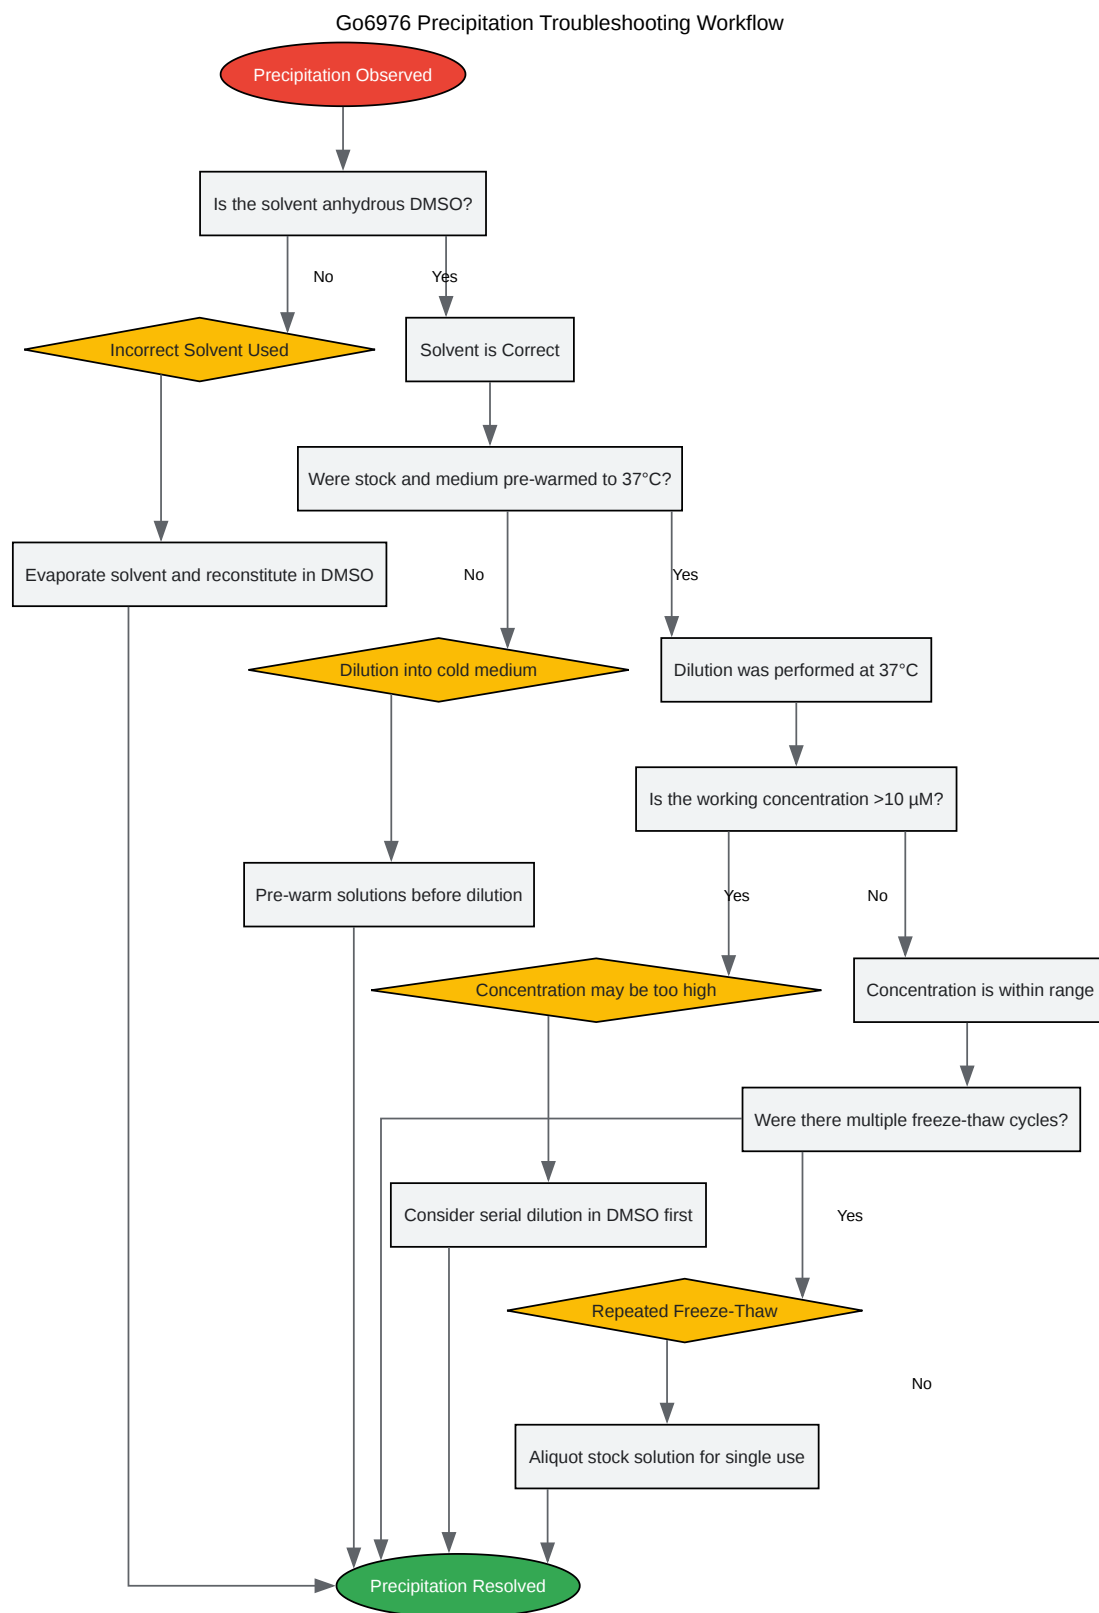 Go6976 Precipitation Troubleshooting Workflow
Precipitation Observed
Is the solvent anhydrous DMSO?
No
Yes
Incorrect Solvent Used
Solvent is Correct
Were stock and medium pre-warmed to 37°C?
Evaporate solvent and reconstitute in DMSO
No
Yes
Dilution into cold medium
Dilution was performed at 37°C
Is the working concentration >10 µM?
Pre-warm solutions before dilution
Yes
No
Concentration may be too high
Concentration is within range
Were there multiple freeze-thaw cycles?
Consider serial dilution in DMSO first
Yes
Repeated Freeze-Thaw
No
Aliquot stock solution for single use
Precipitation Resolved